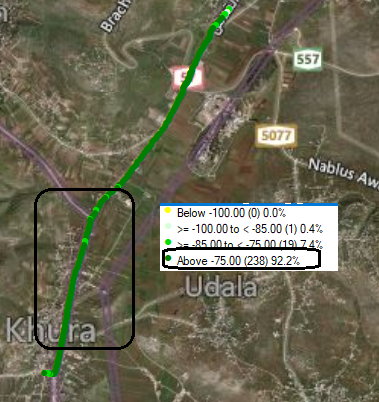 Brach
557
5077
Nablus Aw
Below -100.00 (0) 0.0%
>= -100.00 to < -85.00 (1) 0.4%
>= -85.00 to < -75.00 (19) 7.4%
Above -75.00 (238) 92.2%
Udala
Khura